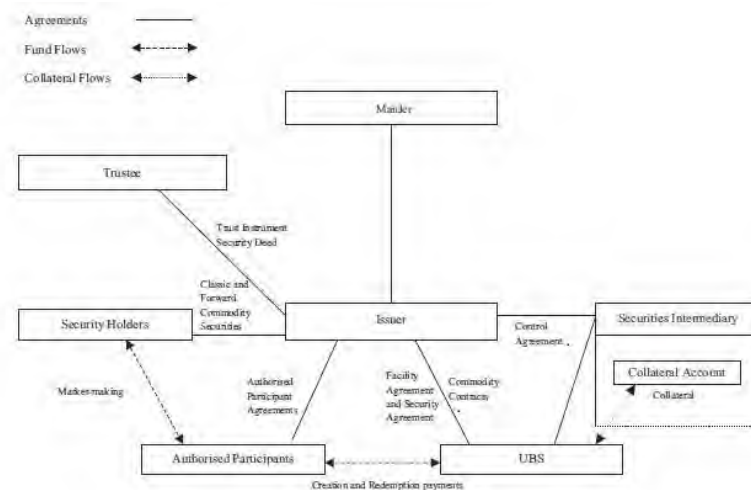 Agreements
Fund Flows
Collateral Flows
ManJer
Trustee
Trust Instrument
Security Deed
Classic and
Forward
Commodity
Securities
Security Holders
Issuer
Securities Intermediary
Control
Agreement
Collateral Account
Collateral
Market-making
Authorised
Participant
Agreements
Facility
Agreement
and Security
Agreement
Commodity
Contracts
Authorised Participants
UBS
Creation and Redemption payments